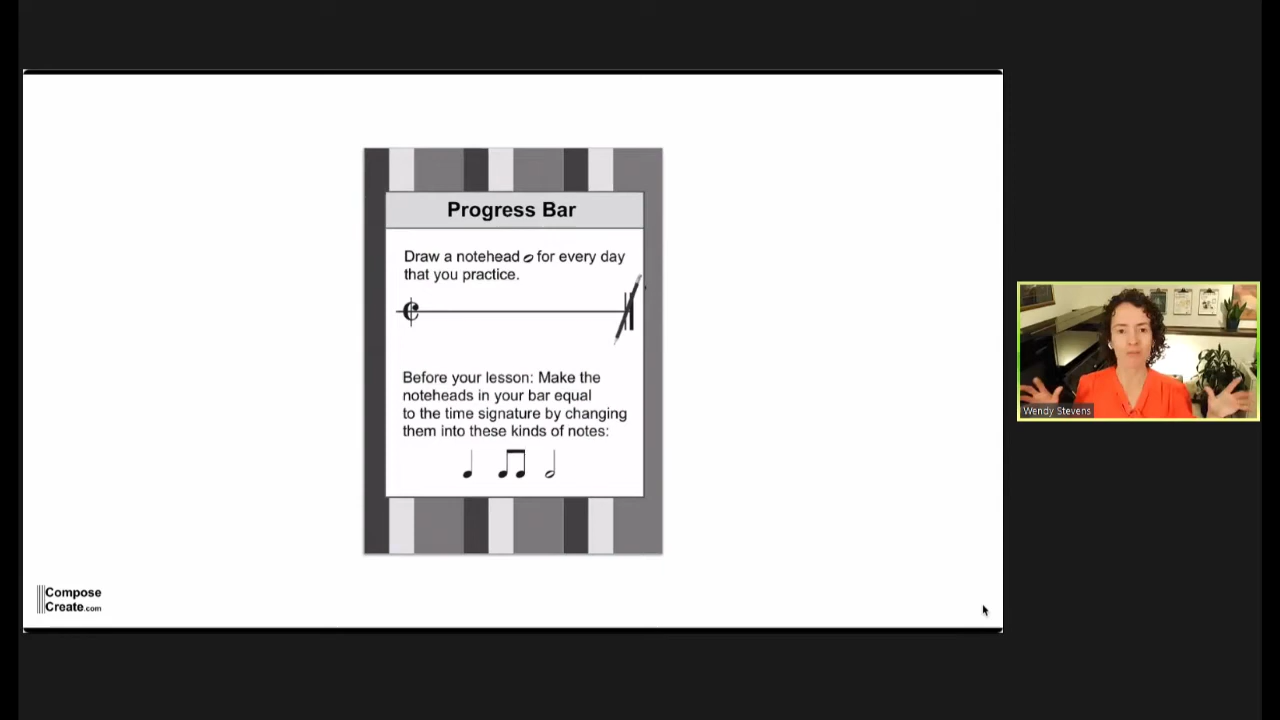 Progress Bar
Draw a notehead for every day
that you practice.
Before your lesson: Make the
noteheads in your bar equal
to the time signature by changing
them into these kinds of notes:
Compose
Create.com
Wendy Stevens